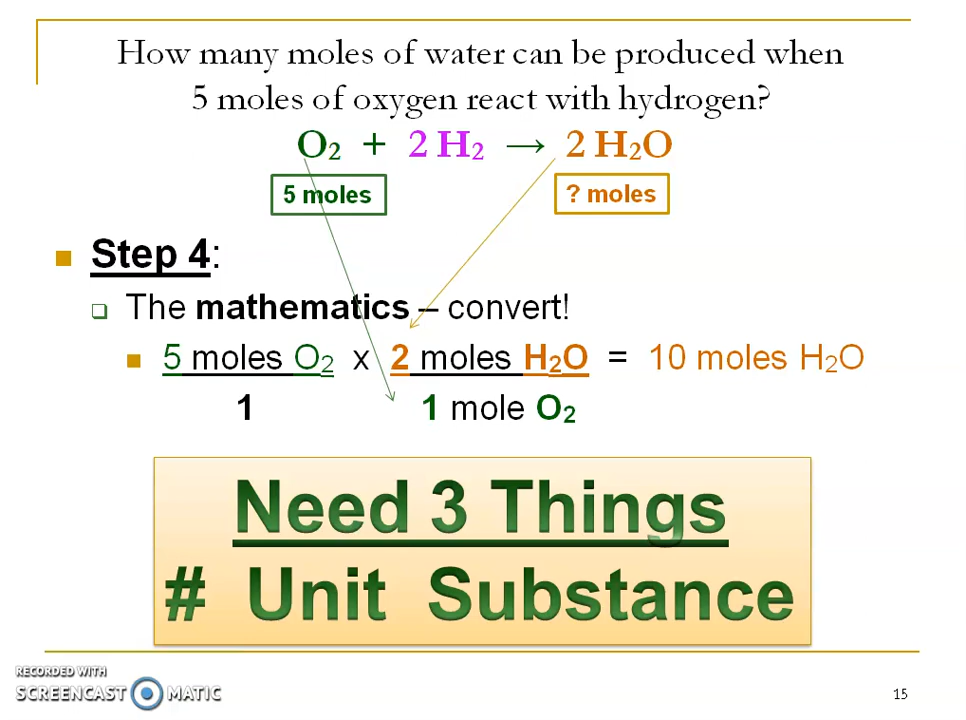 How many moles of water can be produced when
5 moles of oxygen react with hydrogen?
O₂ + 2 H₂ → 2 H₂O
5 moles ? moles
Step 4:
The mathematics – convert!
5 moles O₂ x 2 moles H₂O = 10 moles H₂O
1 1 mole O₂
Need 3 Things
# Unit Substance
RECORDED WITH
SCREENCAST MATIC
15